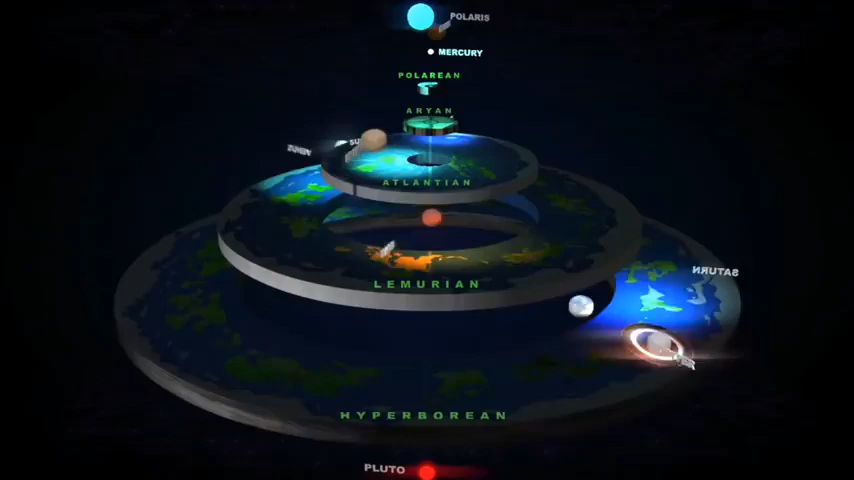 POLARIS
MERCURY
POLAREAN
ARYAN
ATLANTIAN
SATURN
LEMURIAN
HYPERBOREAN
PLUTO